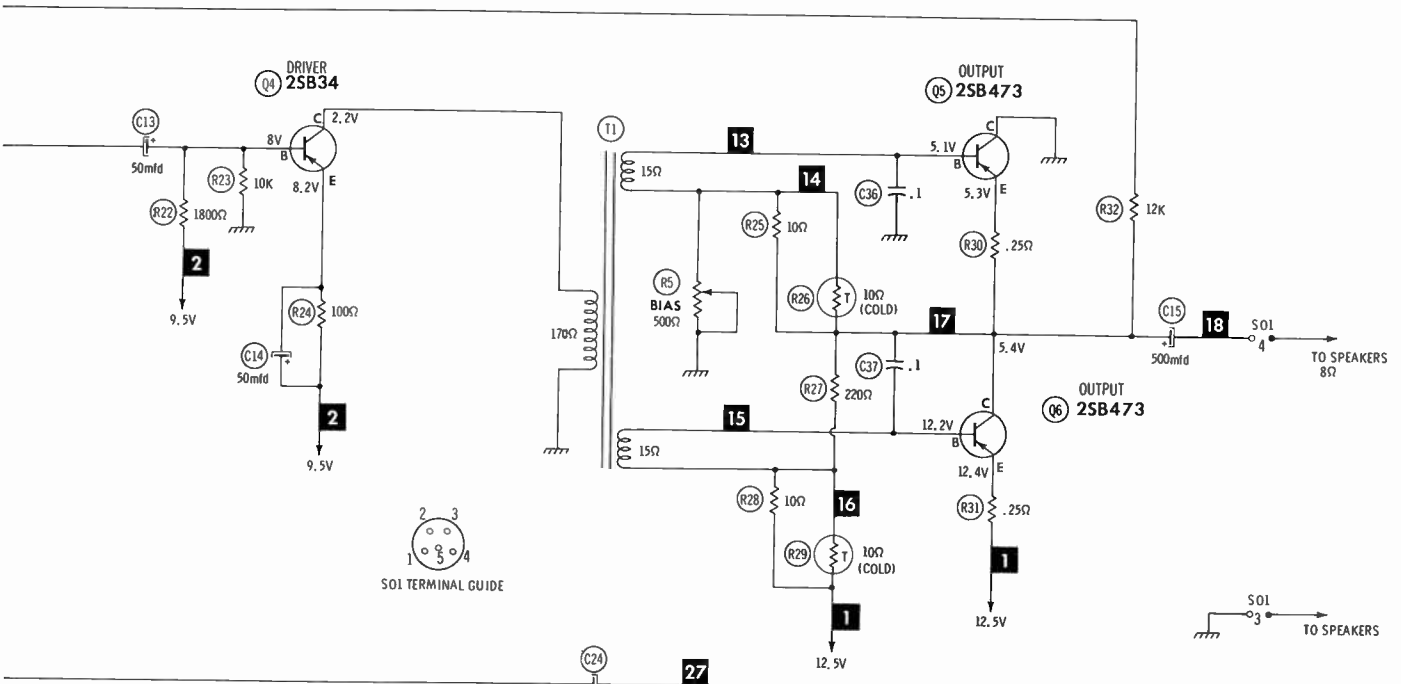 DRIVER
Q4 2SB34
C13
50mfd
8V
B
C 2.2V
8.2V
E
R23 10K
R22 1800Ω
2
9.5V
R24 100Ω
C14
50mfd
2
9.5V
T1
170Ω
15Ω
13
14
R25 10Ω
R5
BIAS
500Ω
R26 T 10Ω
(COLD)
C36 .1
OUTPUT
Q5 2SB473
C
5.1V
B
5.3V
E
R30 .25Ω
R32 12K
17
5.4V
C15
500mfd
18
SO1
4
TO SPEAKERS
8Ω
C37 .1
R27 220Ω
OUTPUT
Q6 2SB473
C
12.2V
B
12.4V
E
R31 .25Ω
1
12.5V
15
15Ω
R28 10Ω
16
R29 T 10Ω
(COLD)
1
12.5V
2 3
1 5 4
SO1 TERMINAL GUIDE
SO1
3
TO SPEAKERS
C24
27